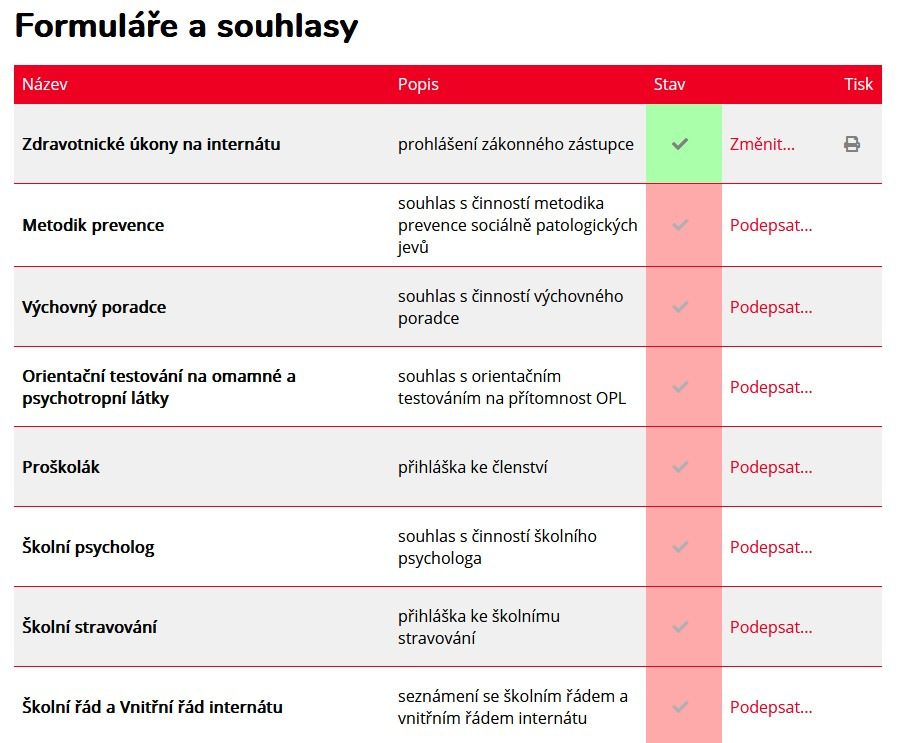 Formuláře a souhlasy
Název Popis Stav Tisk
Zdravotnické úkony na internátu prohlášení zákonného zástupce Změnit...
Metodik prevence souhlas s činností metodika prevence sociálně patologických jevů Podepsat...
Výchovný poradce souhlas s činností výchovného poradce Podepsat...
Orientační testování na omamné a psychotropní látky souhlas s orientačním testováním na přítomnost OPL Podepsat...
Proškolák přihláška ke členství Podepsat...
Školní psycholog souhlas s činností školního psychologa Podepsat...
Školní stravování přihláška ke školnímu stravování Podepsat...
Školní řád a Vnitřní řád internátu seznámení se školním řádem a vnitřním řádem internátu Podepsat...